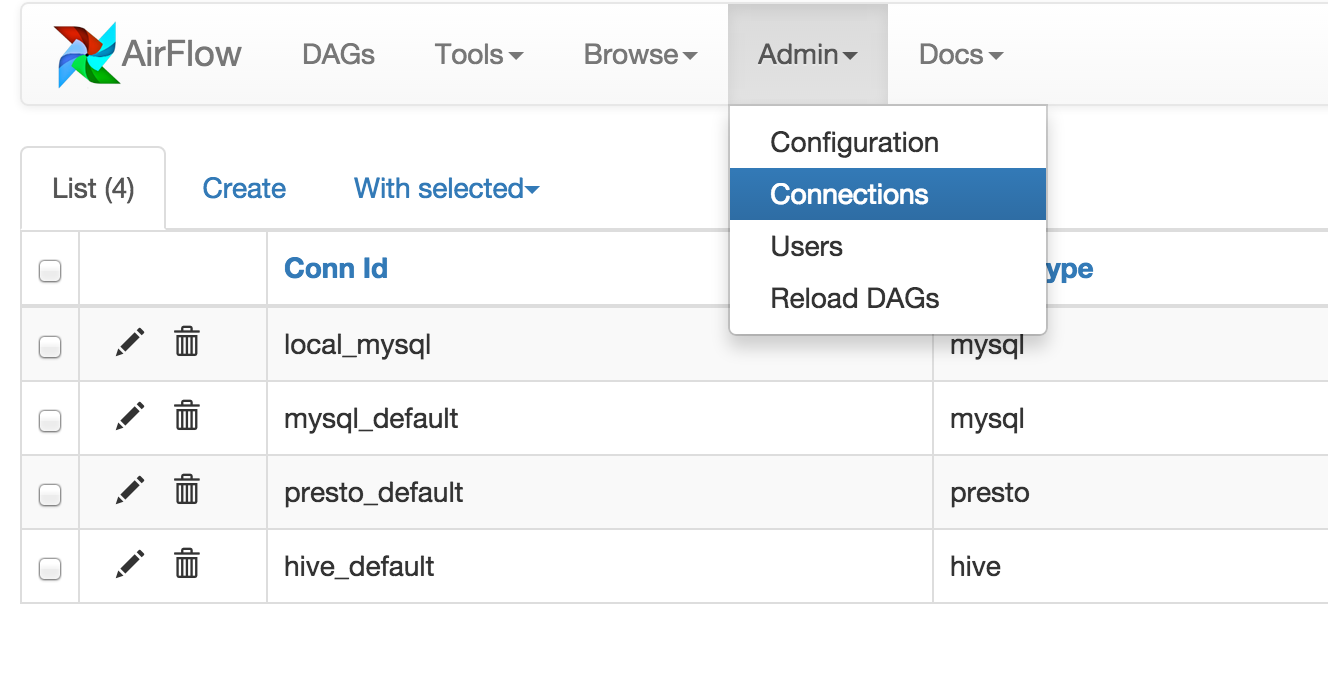 AirFlow DAGs Tools Browse Admin Docs
Configuration
Connections
Users
Reload DAGs
List (4) Create With selected
Conn Id ype
local_mysql mysql
mysql_default mysql
presto_default presto
hive_default hive